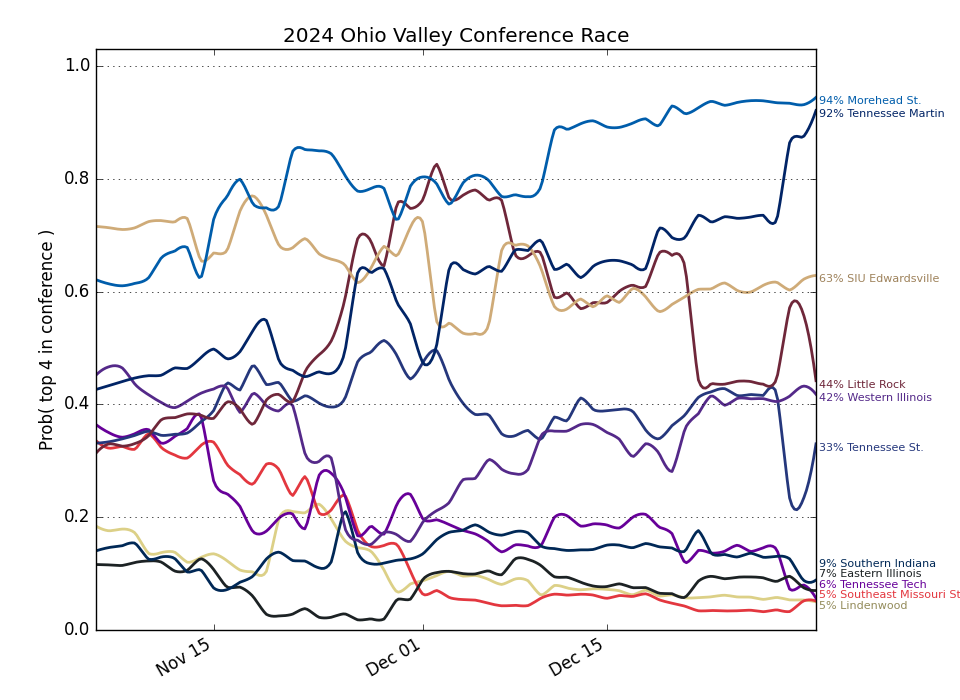 2024 Ohio Valley Conference Race
Prob( top 4 in conference )
1.0
0.8
0.6
0.4
0.2
0.0
Nov 15
Dec 01
Dec 15
94% Morehead St.
92% Tennessee Martin
63% SIU Edwardsville
44% Little Rock
42% Western Illinois
33% Tennessee St.
9% Southern Indiana
7% Eastern Illinois
6% Tennessee Tech
5% Southeast Missouri St
5% Lindenwood